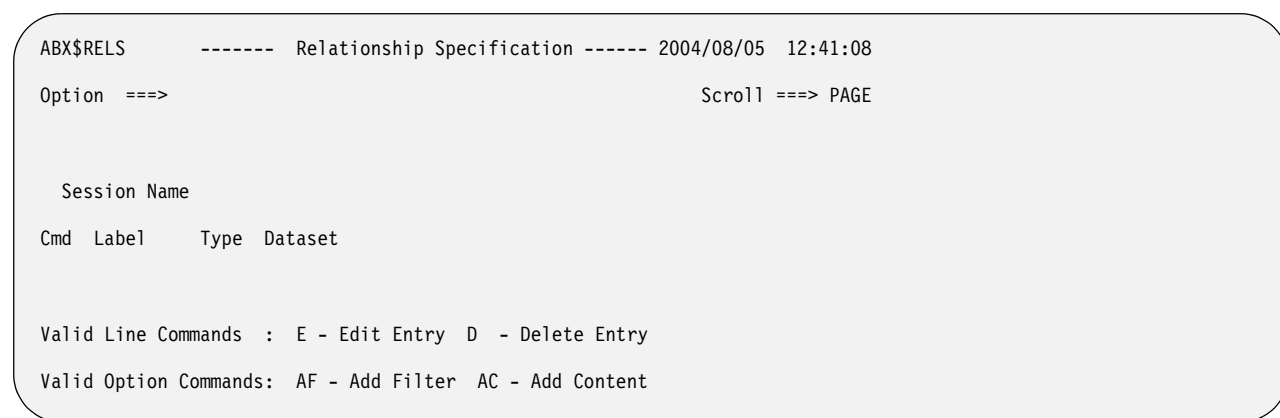 ABX$RELS ------- Relationship Specification ------ 2004/08/05 12:41:08
Option ===> Scroll ===> PAGE
Session Name
Cmd Label Type Dataset
Valid Line Commands : E - Edit Entry D - Delete Entry
Valid Option Commands: AF - Add Filter AC - Add Content